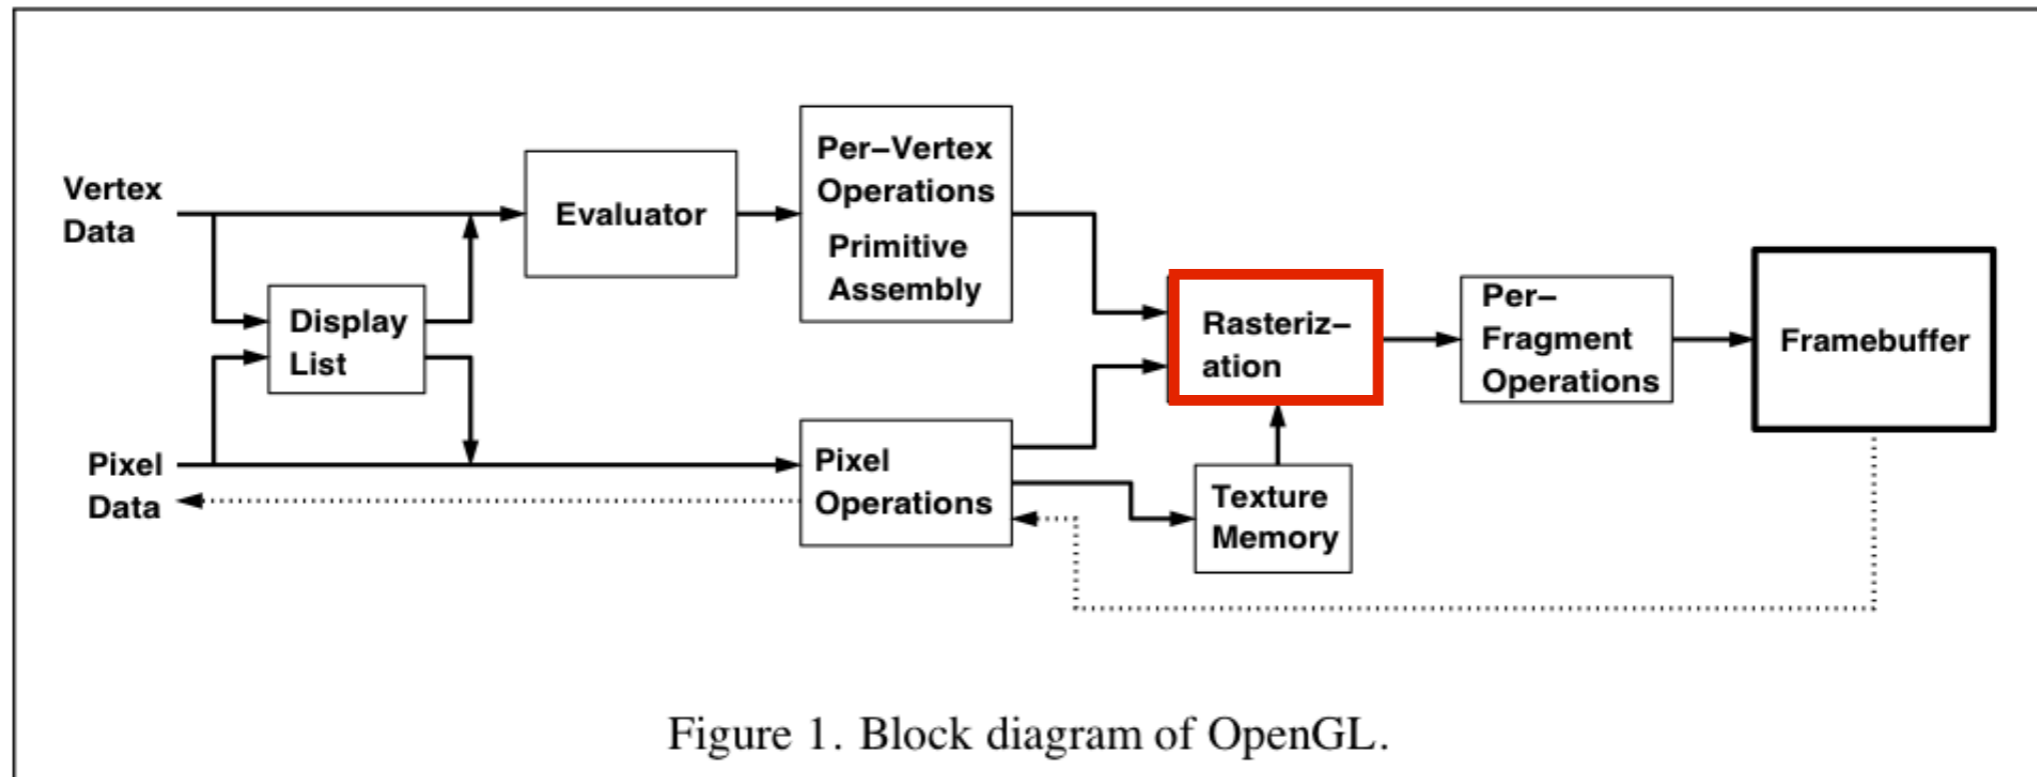 Vertex
Data
Display
List
Pixel
Data
Evaluator
Per–Vertex
Operations
Primitive
Assembly
Pixel
Operations
Rasteriz–
ation
Texture
Memory
Per–
Fragment
Operations
Framebuffer
Figure 1. Block diagram of OpenGL.